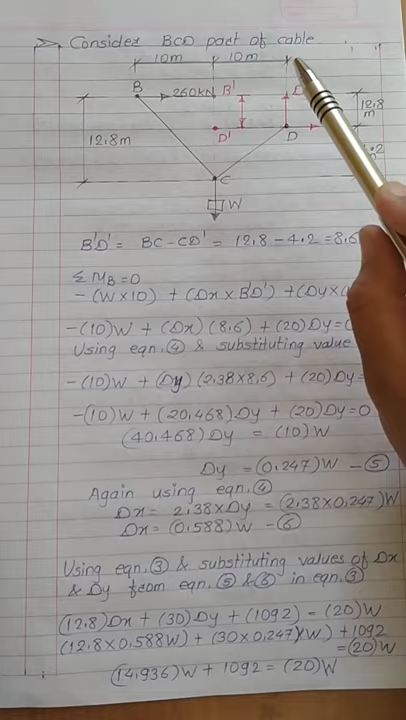 ➢ Consider BCD part of cable
10m 10m
B 260kN B' E
12.8m D' D 12.8
m
4.2
C
W
B'D' = BC-CD' = 12.8-4.2 = 8.6
ΣMB=0
-(W×10) + (Dx×B'D') + (Dy×(
-(10)W + (Dx)(8.6) + (20)Dy=0
Using eqn.④ & substituting value
-(10)W + (Dy)(2.38×8.6) + (20)Dy=
-(10)W + (20.468)Dy + (20)Dy=0
(40.468)Dy = (10)W
Dy = (0.247)W -⑤
Again using eqn.④
Dx = 2.38×Dy = (2.38×0.247)W
Dx = (0.588)W -⑥
Using eqn.③ & substituting values of Dx
& Dy from eqn.⑤ & ⑥ in eqn.③
(12.8)Dx + (30)Dy + (1092) = (20)W
(12.8×0.588W) + (30×0.247)W) + 1092
=(20)W
(14.936)W + 1092 = (20)W